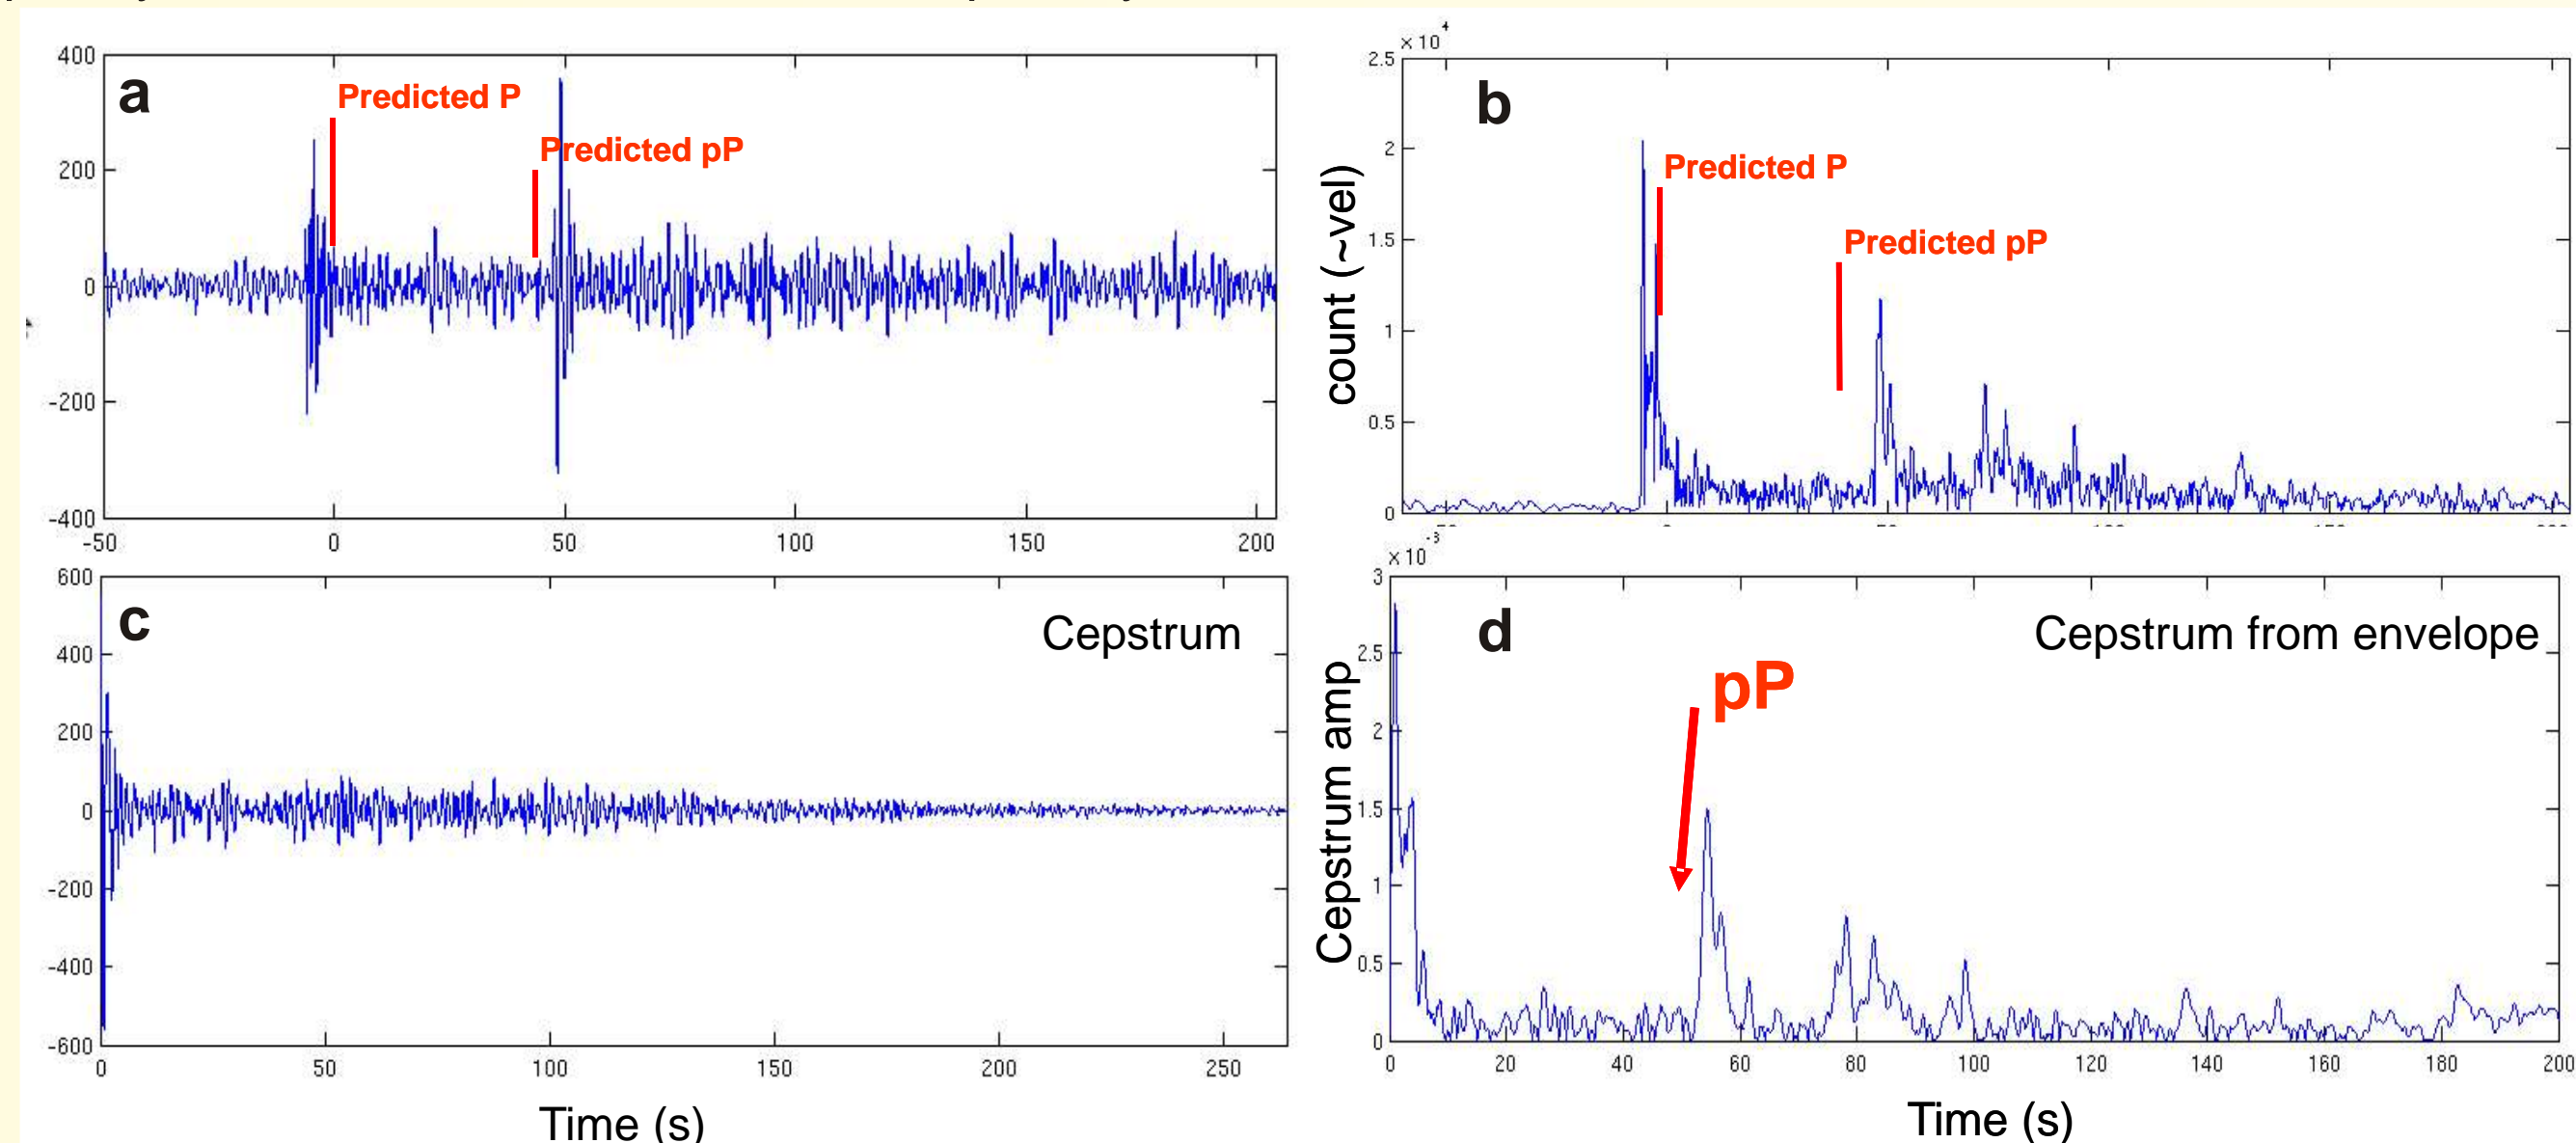 a
400
200
0
-200
-400
Predicted P
Predicted pP
-50 0 50 100 150 200
b
×10⁴
2.5
2
1.5
1
0.5
0
count (~vel)
Predicted P
Predicted pP
c
Cepstrum
600
400
200
0
-200
-400
-600
0 50 100 150 200 250
Time (s)
d
Cepstrum from envelope
×10⁻³
3
2.5
2
1.5
1
0.5
0
Cepstrum amp
pP
0 20 40 60 80 100 120 140 160 180 200
Time (s)